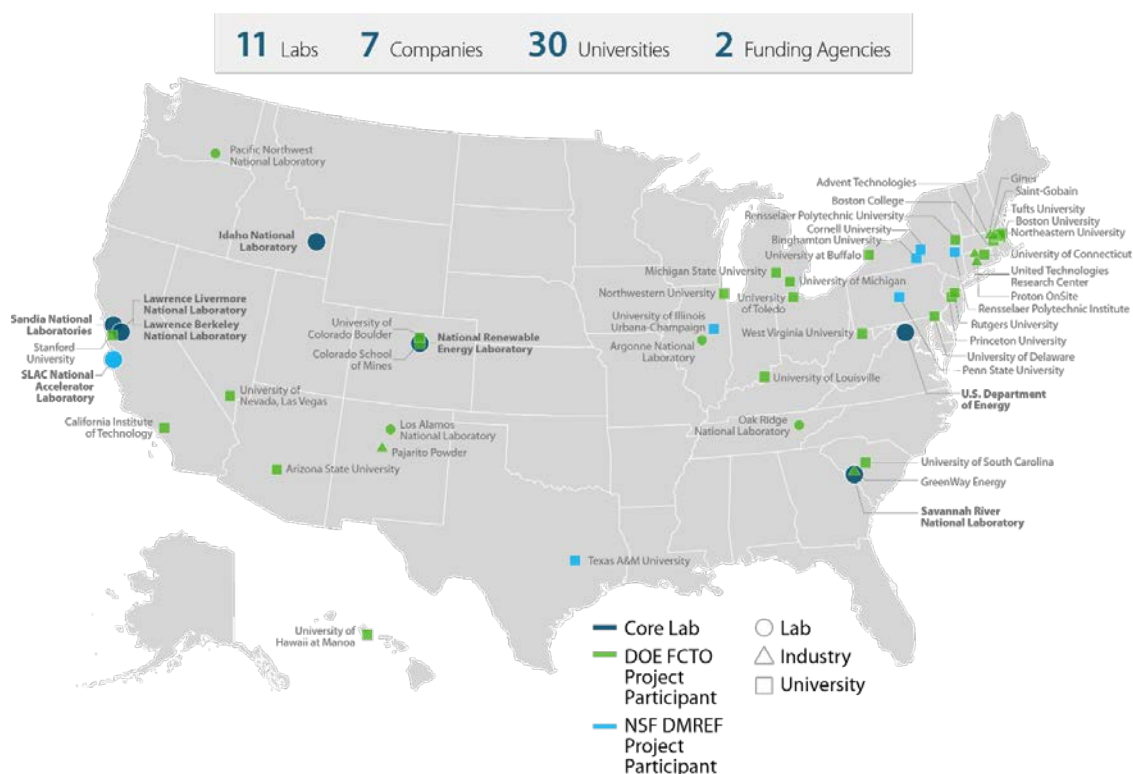 11 Labs 7 Companies 30 Universities 2 Funding Agencies
Pacific Northwest
National Laboratory
Idaho National
Laboratory
Lawrence Livermore
National Laboratory
Sandia National
Laboratories
Lawrence Berkeley
National Laboratory
Stanford
University
SLAC National
Accelerator
Laboratory
University of
Colorado Boulder
Colorado School
of Mines
National Renewable
Energy Laboratory
University of
Nevada, Las Vegas
California Institute
of Technology
Los Alamos
National Laboratory
Pajarito Powder
Arizona State University
Advent Technologies
Boston College
Rensselaer Polytechnic University
Cornell University
Binghamton University
University at Buffalo
Michigan State University
University of Michigan
Northwestern University
University
of Toledo
University of Illinois
Urbana-Champaign
Argonne National
Laboratory
West Virginia University
University of Louisville
Oak Ridge
National Laboratory
Giner
Saint-Gobain
Tufts University
Boston University
Northeastern University
University of Connecticut
United Technologies
Research Center
Proton OnSite
Rensselaer Polytechnic Institute
Rutgers University
Princeton University
University of Delaware
Penn State University
U.S. Department
of Energy
University of South Carolina
GreenWay Energy
Savannah River
National Laboratory
Texas A&M University
University of
Hawaii at Manoa
Core Lab
DOE FCTO
Project
Participant
NSF DMREF
Project
Participant
Lab
Industry
University